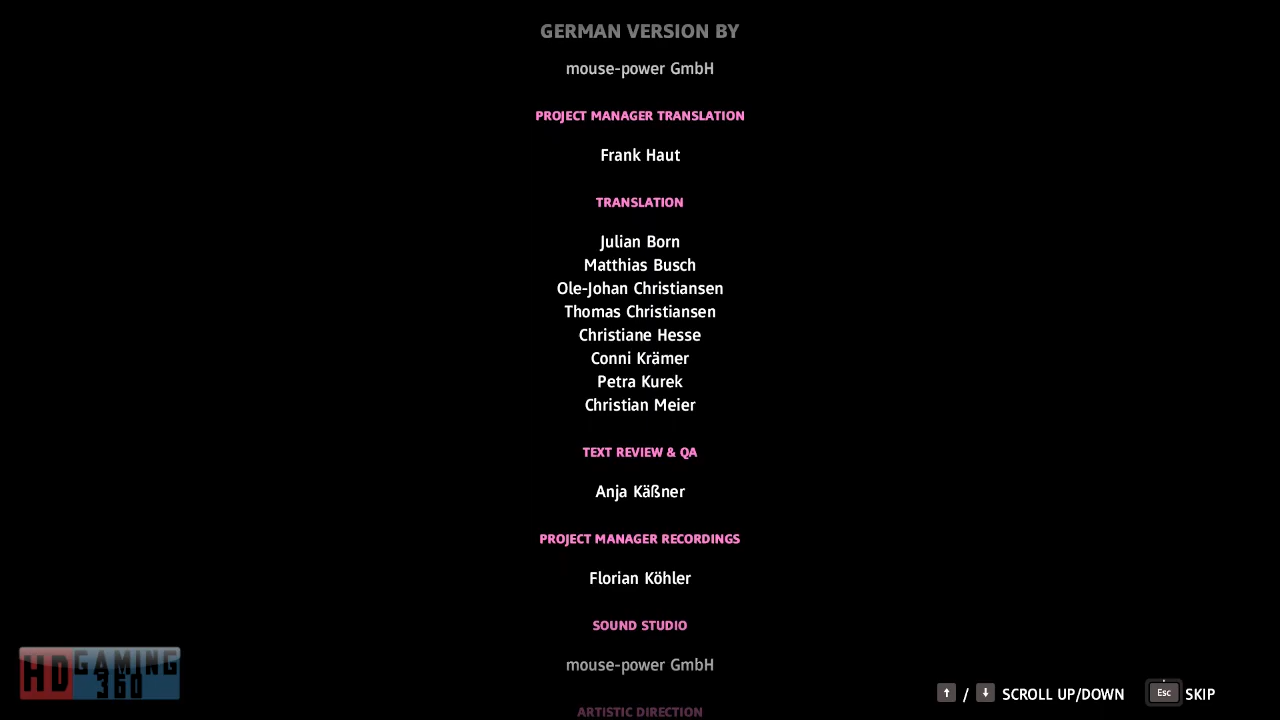 GERMAN VERSION BY
mouse-power GmbH
PROJECT MANAGER TRANSLATION
Frank Haut
TRANSLATION
Julian Born
Matthias Busch
Ole-Johan Christiansen
Thomas Christiansen
Christiane Hesse
Conni Krämer
Petra Kurek
Christian Meier
TEXT REVIEW & QA
Anja Käßner
PROJECT MANAGER RECORDINGS
Florian Köhler
SOUND STUDIO
mouse-power GmbH
ARTISTIC DIRECTION
HD GAMING
360
↑ / ↓ SCROLL UP/DOWN Esc SKIP